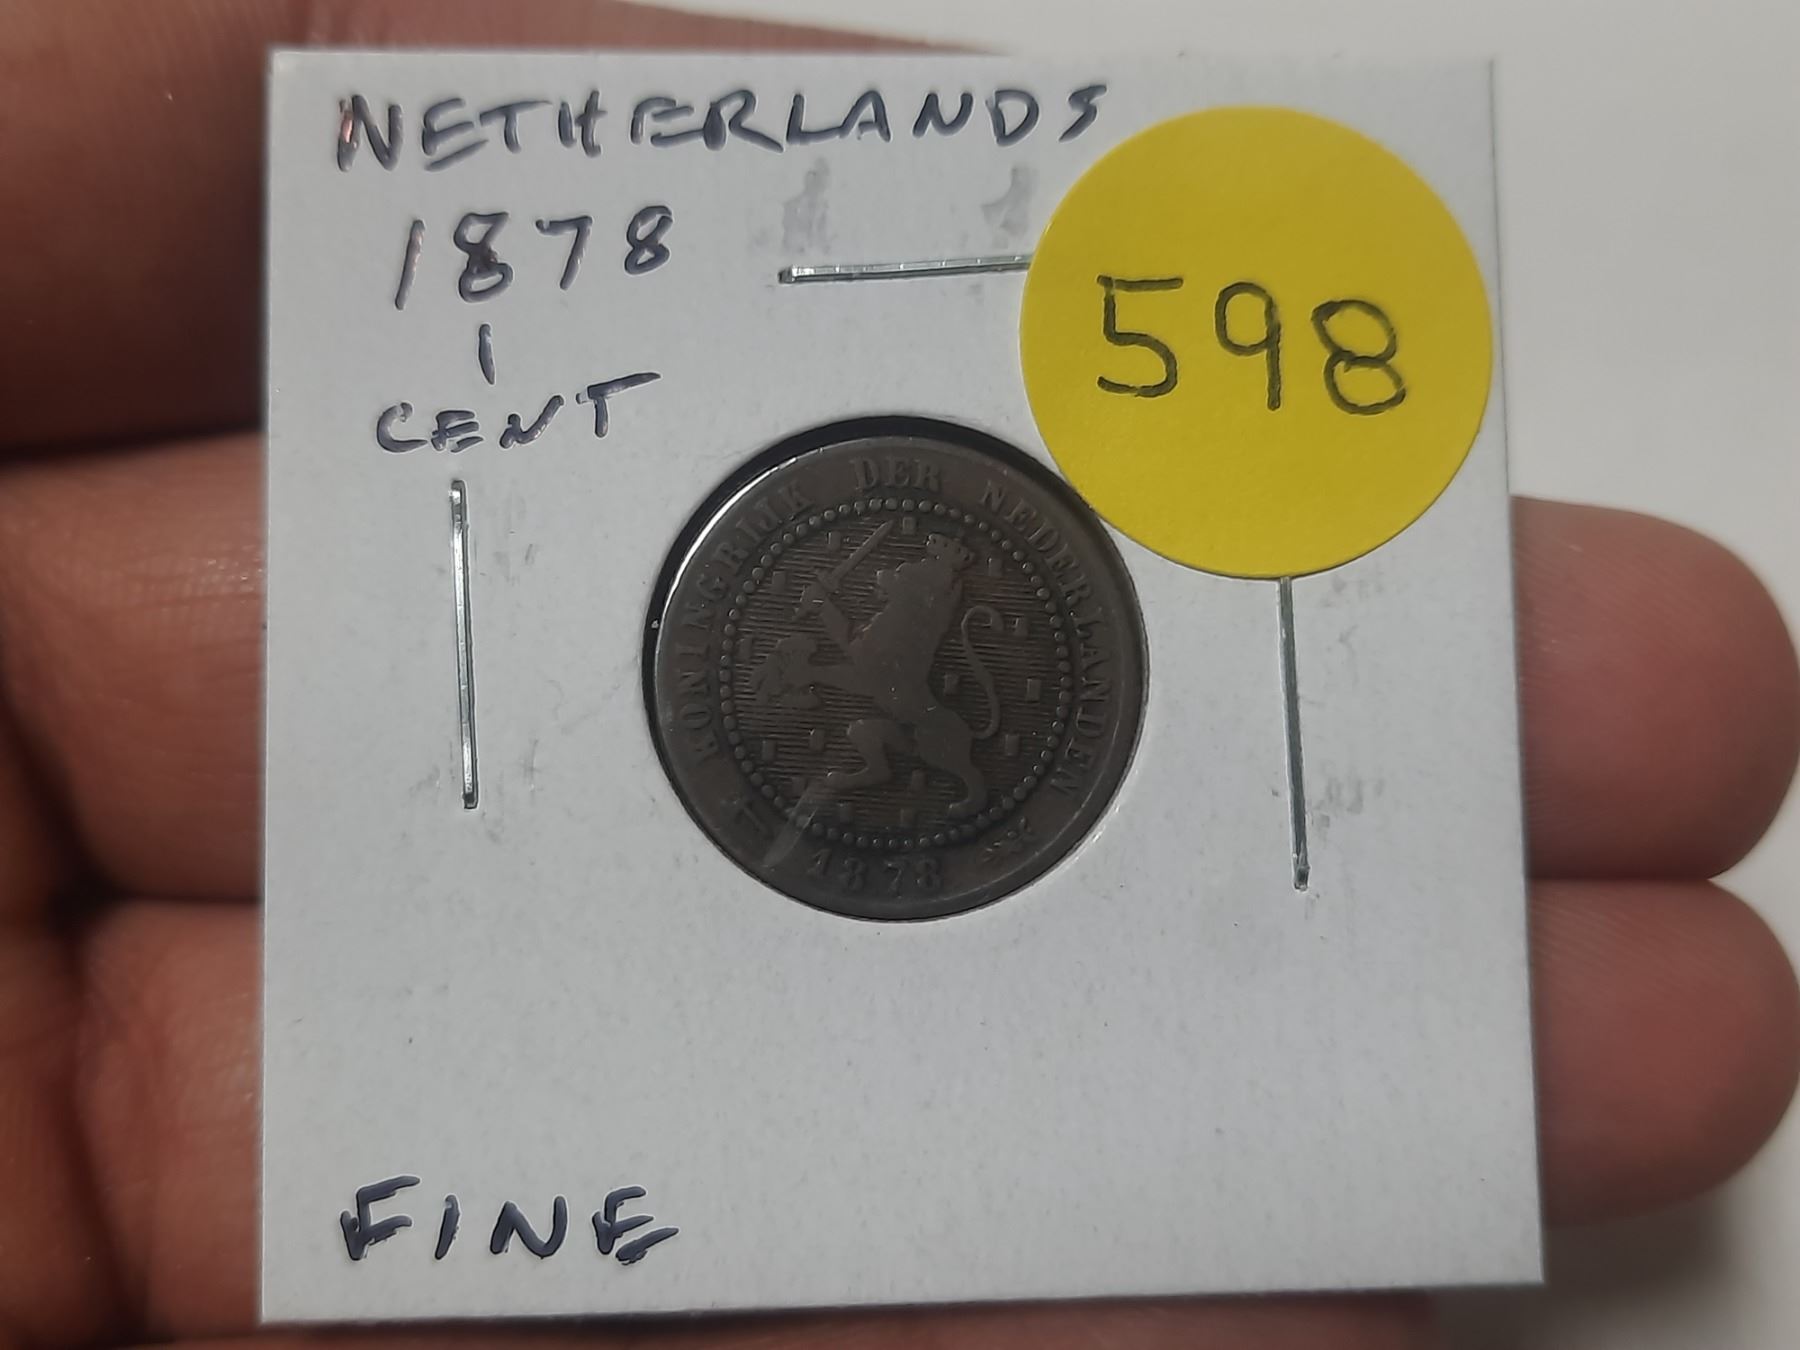 NETHERLANDS
1878
1
CENT
598
KONINGRIJK DER NEDERLANDEN
1878
FINE